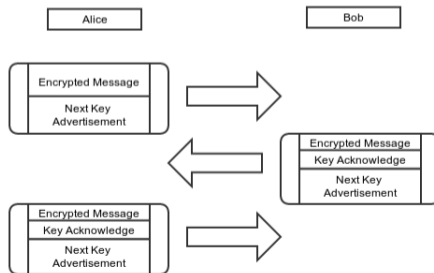 Alice
Bob
Encrypted Message
Next Key
Advertisement
Encrypted Message
Key Acknowledge
Next Key
Advertisement
Encrypted Message
Key Acknowledge
Next Key
Advertisement